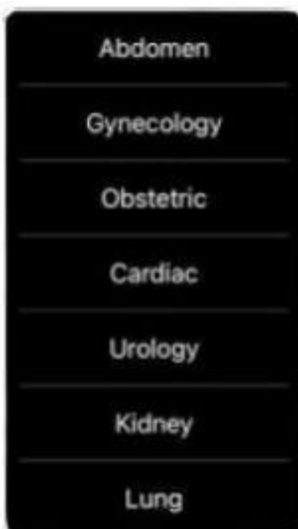 Abdomen
Gynecology
Obstetric
Cardiac
Urology
Kidney
Lung